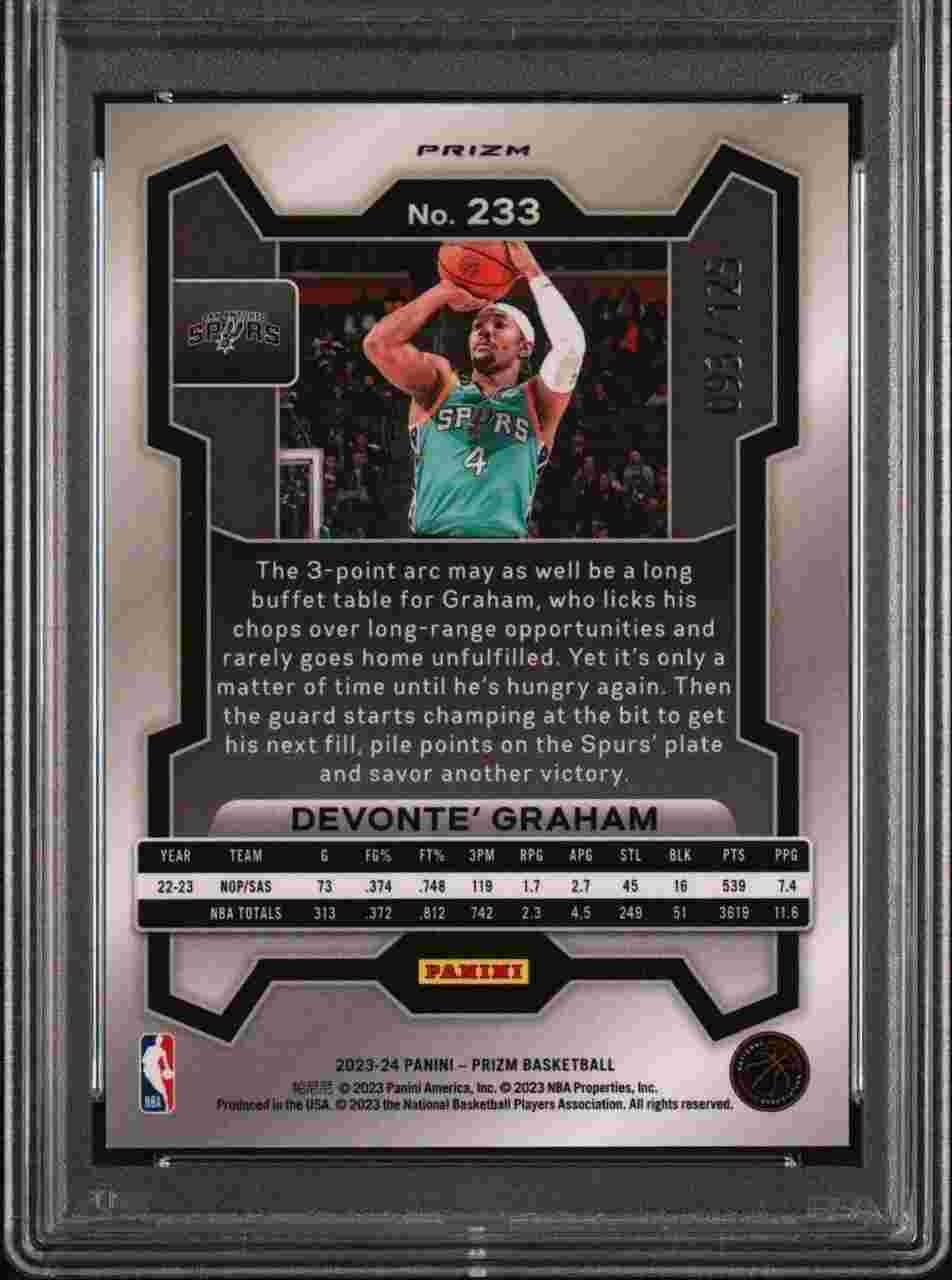 PRIZM
No. 233
SAN ANTONIO
SPURS
093/125
SPURS
4
The 3-point arc may as well be a long
buffet table for Graham, who licks his
chops over long-range opportunities and
rarely goes home unfulfilled. Yet it's only a
matter of time until he's hungry again. Then
the guard starts champing at the bit to get
his next fill, pile points on the Spurs' plate
and savor another victory.
DEVONTE' GRAHAM
YEAR TEAM G FG% FT% 3PM RPG APG STL BLK PTS PPG
22-23 NOP/SAS 73 .374 .748 119 1.7 2.7 45 16 539 7.4
NBA TOTALS 313 .372 .812 742 2.3 4.5 249 51 3619 11.6
PANINI
NBA
2023-24 PANINI – PRIZM BASKETBALL
帕尼尼 © 2023 Panini America, Inc. © 2023 NBA Properties, Inc.
Produced in the USA. © 2023 the National Basketball Players Association. All rights reserved.
PSA